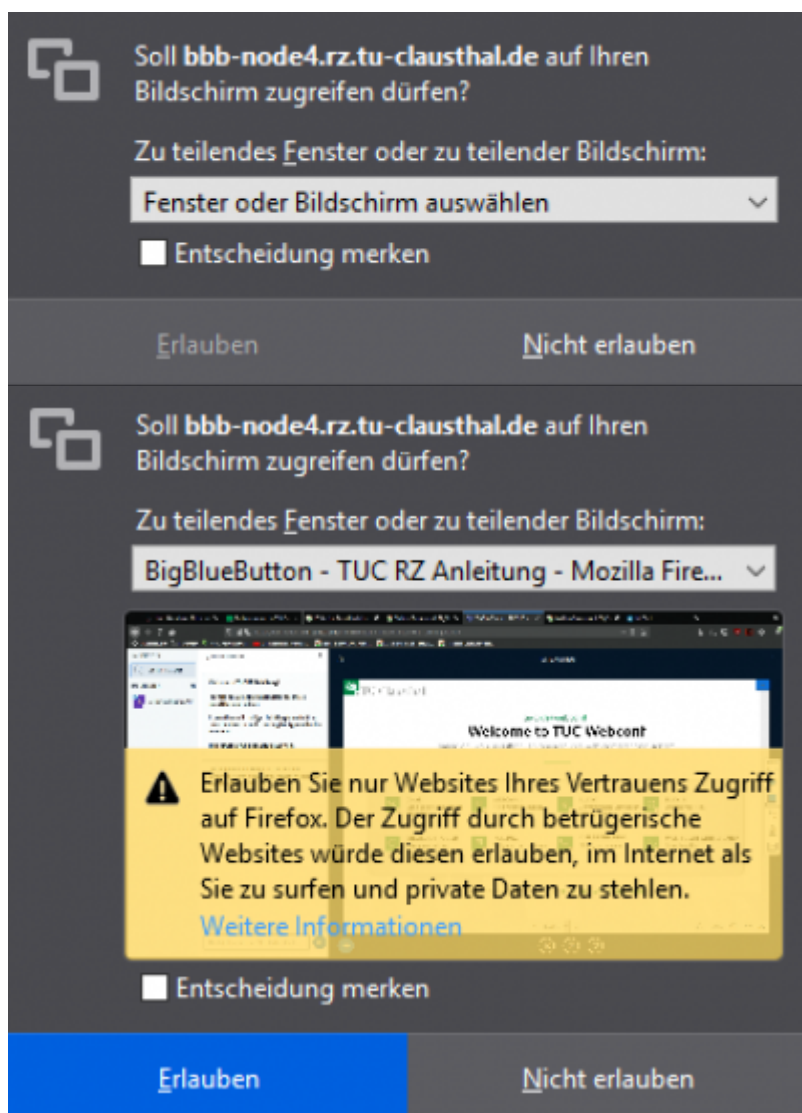 Soll bbb-node4.rz.tu-clausthal.de auf Ihren
Bildschirm zugreifen dürfen?
Zu teilendes Fenster oder zu teilender Bildschirm:
Fenster oder Bildschirm auswählen
Entscheidung merken
Erlauben
Nicht erlauben
Soll bbb-node4.rz.tu-clausthal.de auf Ihren
Bildschirm zugreifen dürfen?
Zu teilendes Fenster oder zu teilender Bildschirm:
BigBlueButton - TUC RZ Anleitung - Mozilla Fire...
TU Clausthal
Welcome to TUC Webconf!
Erlauben Sie nur Websites Ihres Vertrauens Zugriff
auf Firefox. Der Zugriff durch betrügerische
Websites würde diesen erlauben, im Internet als
Sie zu surfen und private Daten zu stehlen.
Weitere Informationen
Entscheidung merken
Erlauben
Nicht erlauben